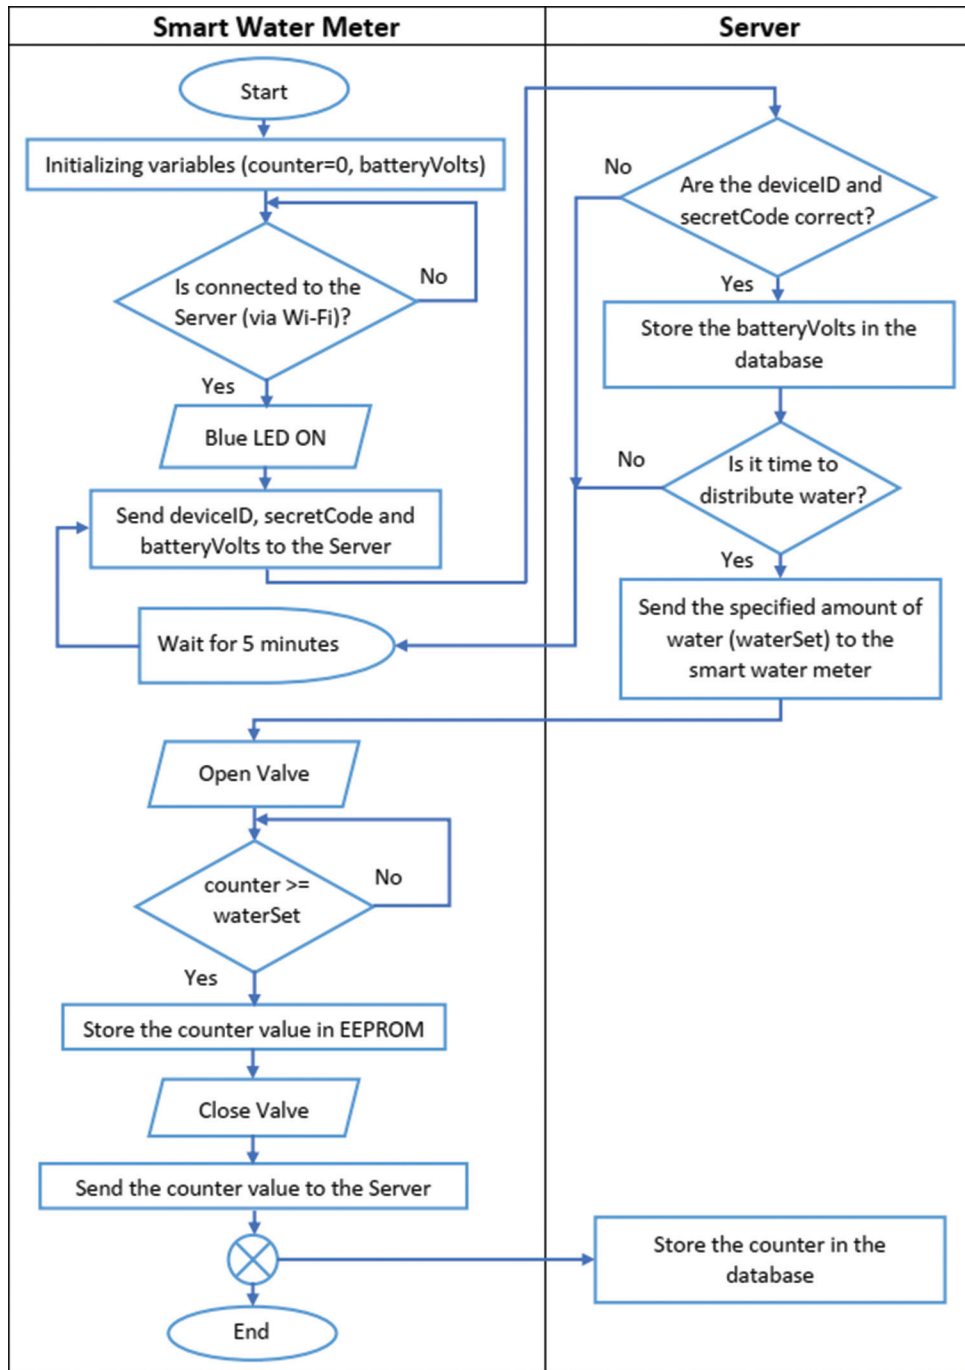 Smart Water Meter
Server
Start
Initializing variables (counter=0, batteryVolts)
Is connected to the
Server (via Wi-Fi)?
No
Yes
Blue LED ON
Send deviceID, secretCode and
batteryVolts to the Server
Wait for 5 minutes
Are the deviceID and
secretCode correct?
No
Yes
Store the batteryVolts in the
database
Is it time to
distribute water?
No
Yes
Send the specified amount of
water (waterSet) to the
smart water meter
Open Valve
counter >=
waterSet
No
Yes
Store the counter value in EEPROM
Close Valve
Send the counter value to the Server
Store the counter in the
database
End